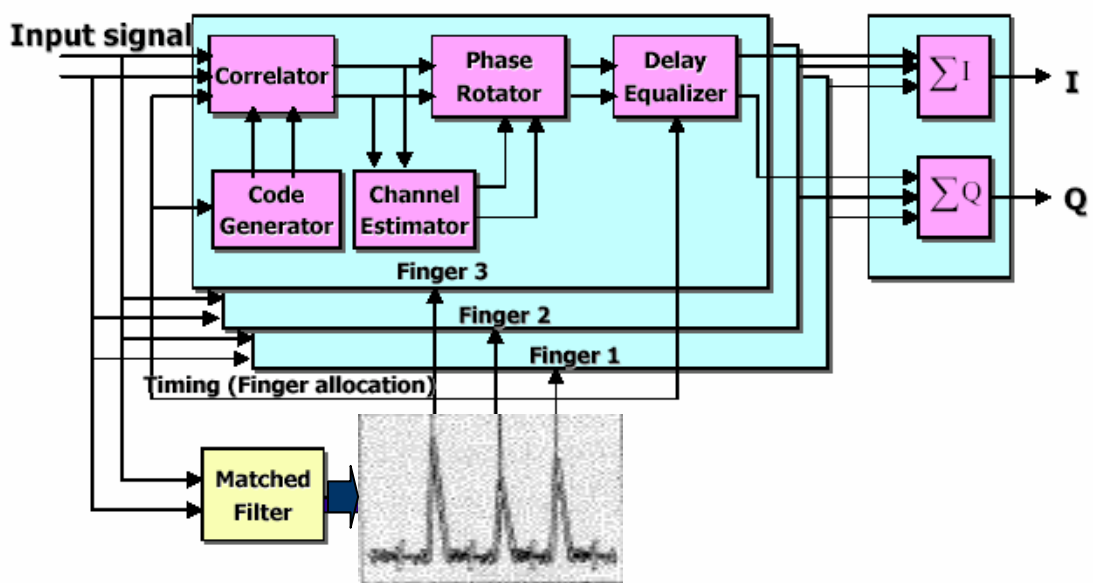 Input signal
Correlator
Phase
Rotator
Delay
Equalizer
∑I
I
Code
Generator
Channel
Estimator
∑Q
Q
Finger 3
Finger 2
Finger 1
Timing (Finger allocation)
Matched
Filter